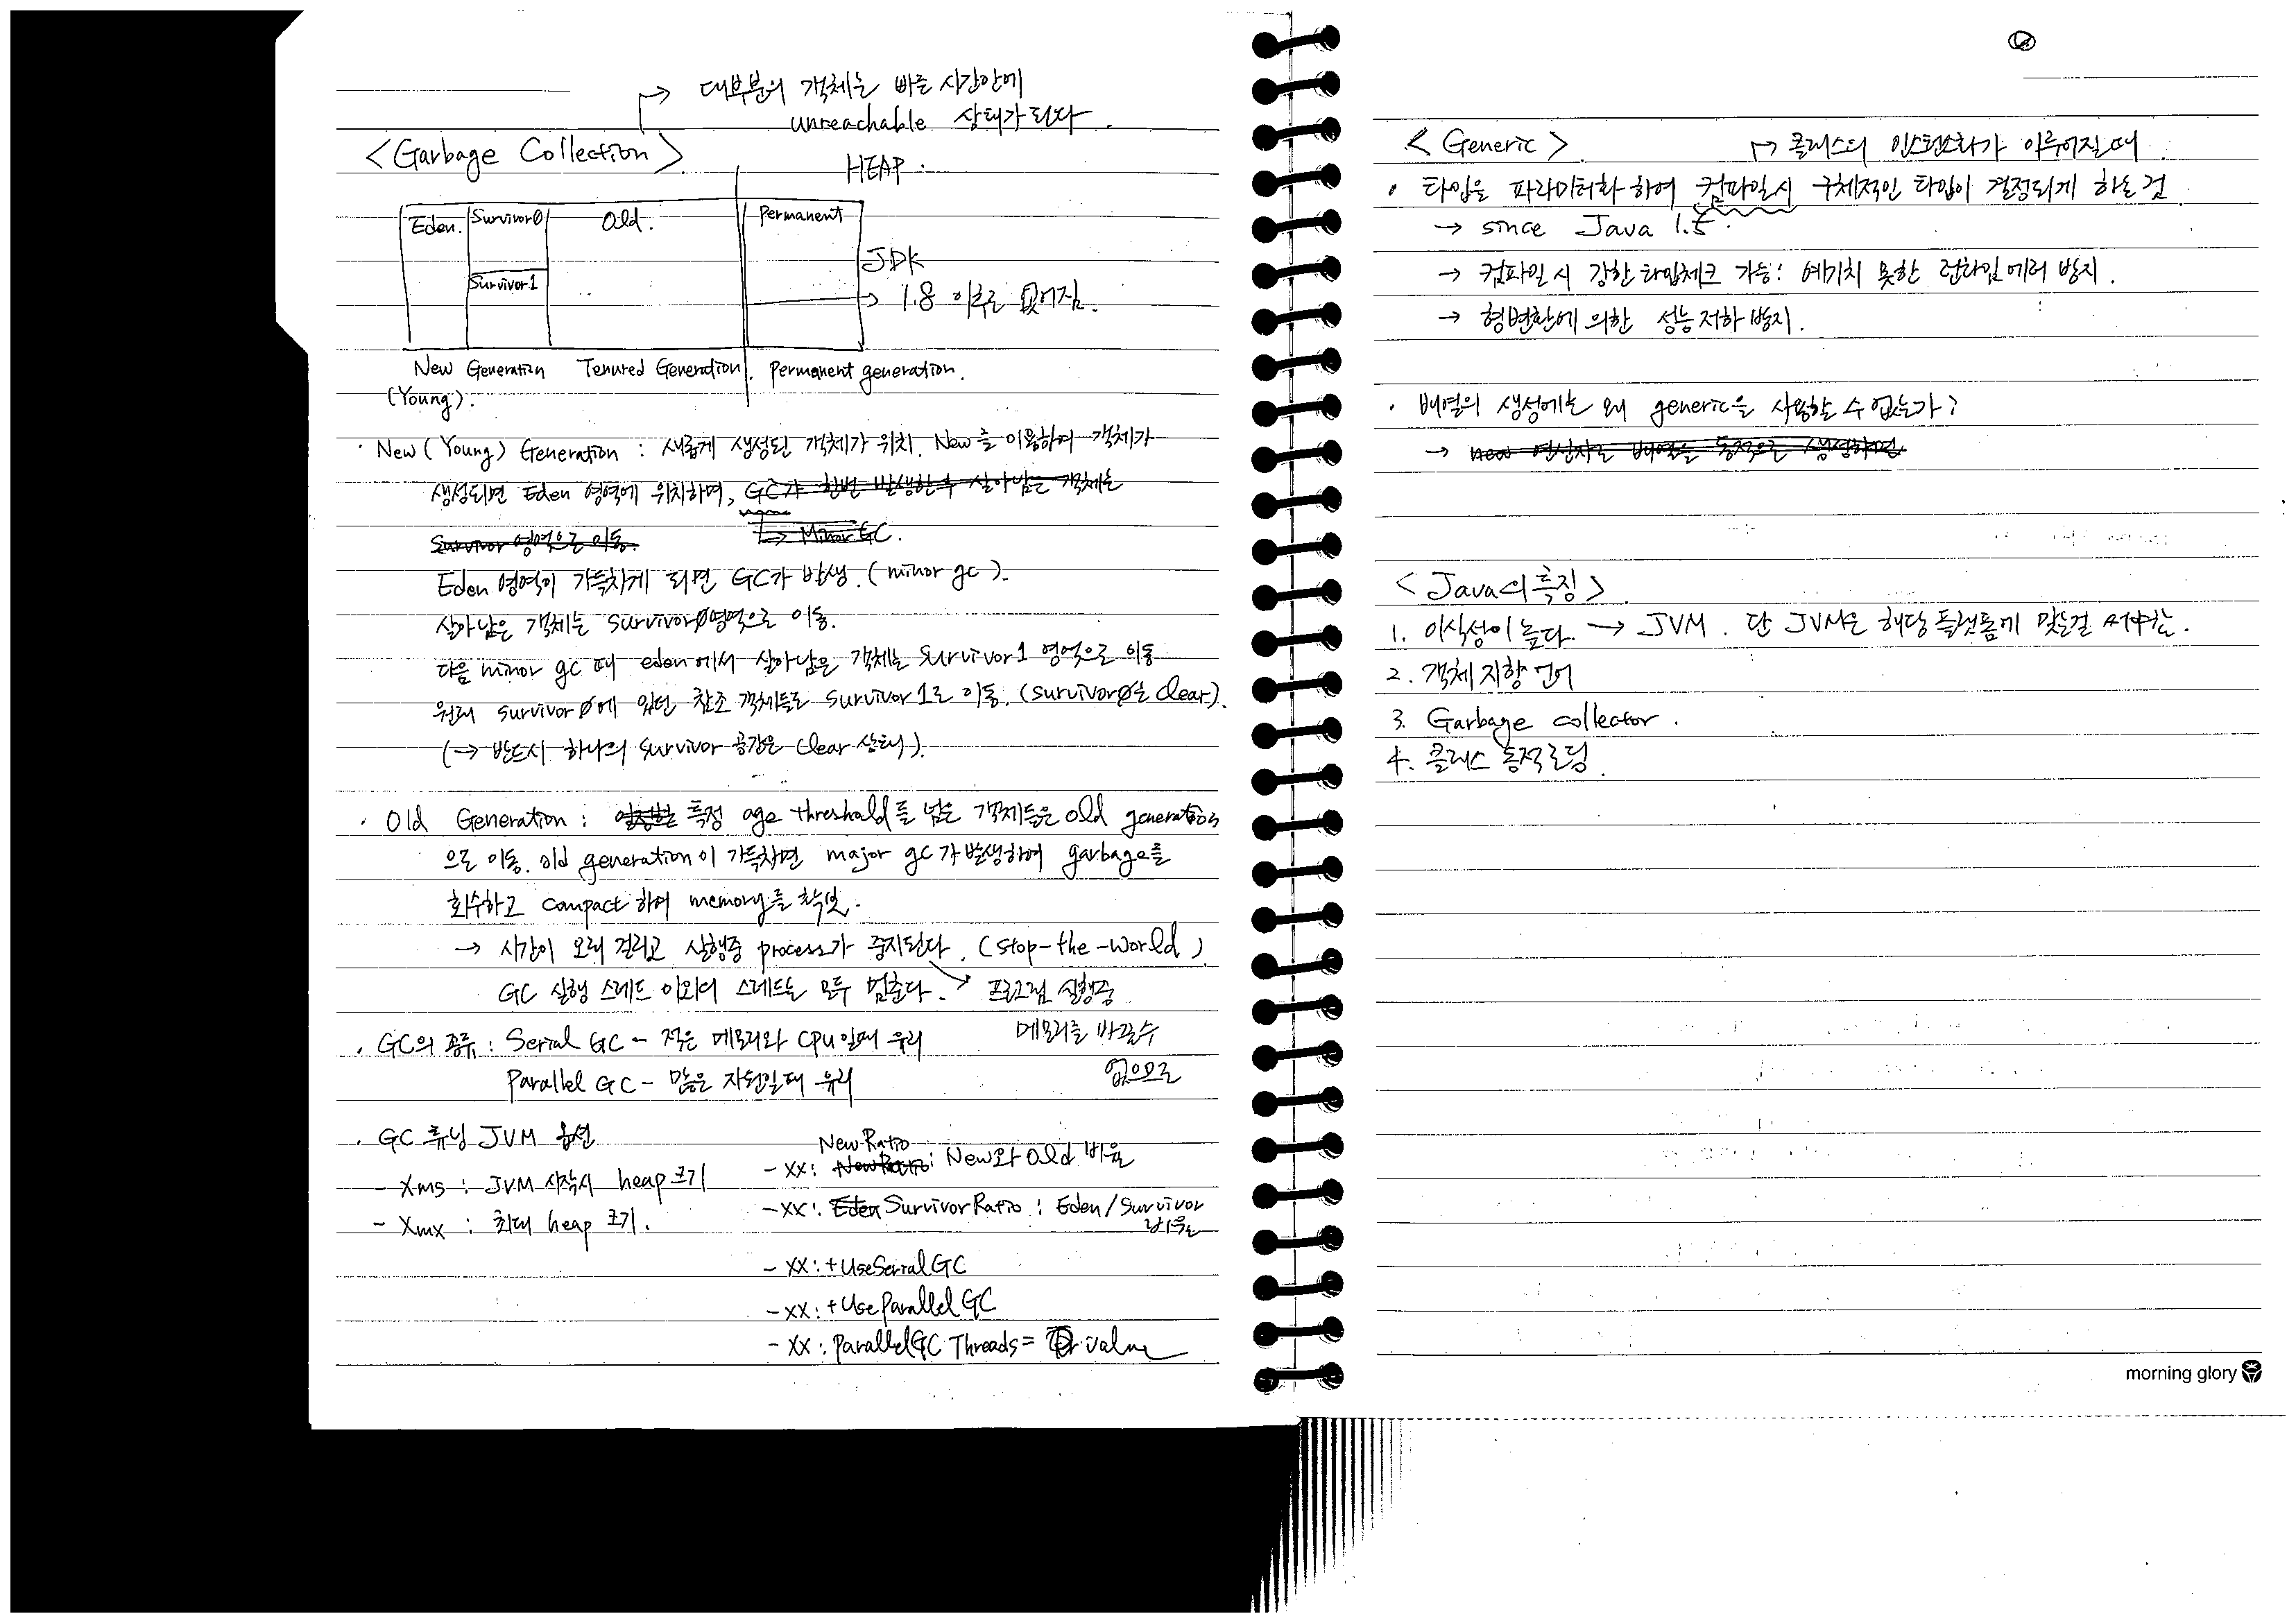 대부분의 객체는 빠른 시간안에
unreachable 상태가 된다.
<Garbage Collection>
HEAP
Eden. Survivor0 Old. Permanent
Survivor1
JDK
→ 1.8 이후로 없어짐.
New Generation Tenured Generation. permanent generation.
(Young).
· New (Young) Generation : 새롭게 생성된 객체가 위치. New를 이용하여 객체가
생성되면 Eden 영역에 위치하며, GC가 한번 발생한후 살아남은 객체는
Survivor 영역으로 이동. → Minor GC.
Eden 영역이 가득차게 되면 GC가 발생. (minor gc).
살아남은 객체는 survivor0영역으로 이동.
다음 minor gc 때 eden에서 살아남은 객체는 survivor1 영역으로 이동
원래 survivor0에 있던 참조 객체들도 survivor1로 이동. (survivor0은 clear).
(→ 반드시 하나의 survivor 공간은 clear 상태).
· Old Generation : 특정 age threshold를 넘은 객체들은 old generation
으로 이동. old generation이 가득차면 major gc가 발생하여 garbage를
회수하고 compact 하여 memory를 확보.
→ 시간이 오래 걸리고 실행중 process가 중지된다. (stop-the-world)
GC 실행 스레드 이외의 스레드는 모두 멈춘다. → 프로그램 실행중
메모리를 바꿀수
없으므로
· GC의 종류 : Serial GC - 적은 메모리와 CPU일때 유리
Parallel GC - 많은 자원일때 유리
· GC 튜닝 JVM 옵션
- Xms : JVM 시작시 heap 크기
- Xmx : 최대 heap 크기.
NewRatio
- XX: NewRatio: New와 Old 비율
- XX: Eden SurvivorRatio : Eden/Survivor
비율
- XX:+UseSerialGC
- XX:+UseParallelGC
- XX: ParallelGC Threads= value
<Generic>
→ 클래스의 인스턴스화가 이루어질때
· 타입을 파라미터화 하여 컴파일시 구체적인 타입이 결정되게 하는것
→ since Java 1.5.
→ 컴파일 시 강한 타입체크 가능: 예기치 못한 런타임 에러 방지.
→ 형변환에 의한 성능저하 방지.
· 배열의 생성에는 왜 generic을 사용할 수 없는가?
→ new 연산자로 배열을 동적으로 생성하면
<Java의 특징>
1. 이식성이 높다. → JVM. 단 JVM은 해당 플랫폼에 맞는걸 써야함.
2. 객체 지향 언어
3. Garbage collector.
4. 클래스 동적로딩.
morning glory